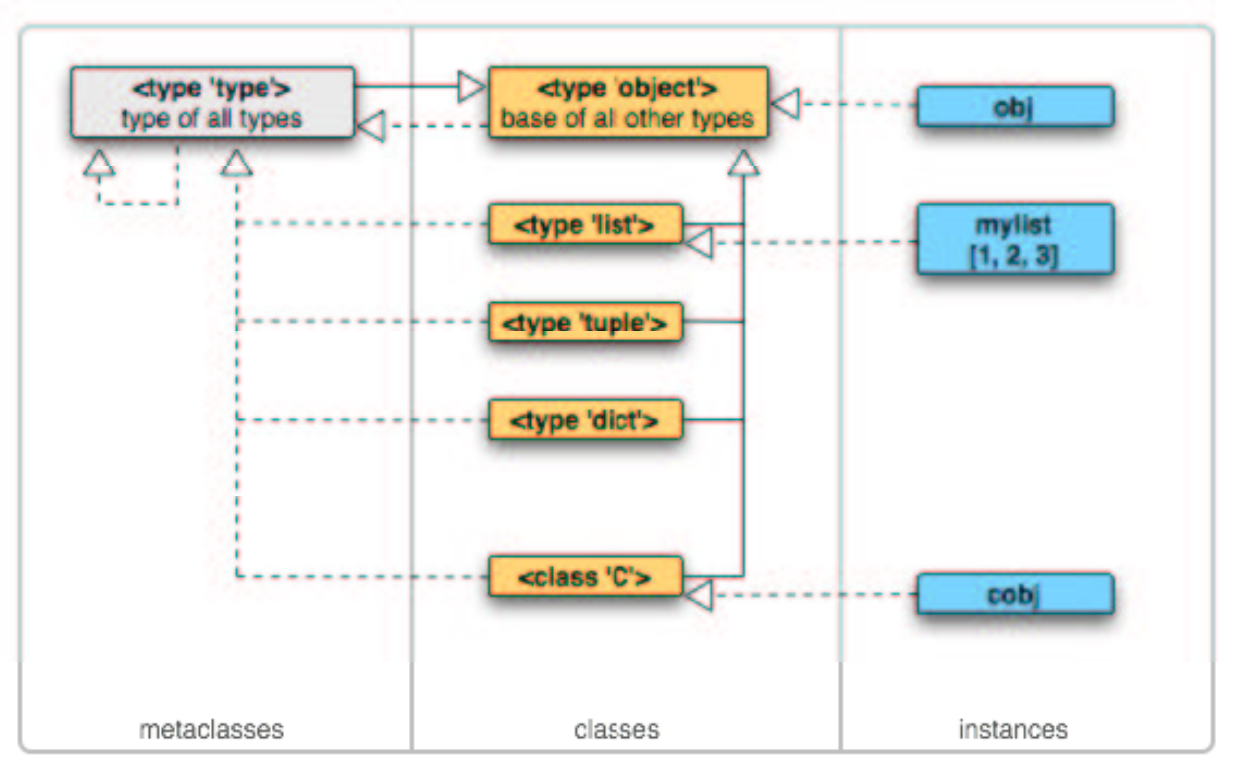 <type 'type'>
type of all types
<type 'object'>
base of all other types
obj
<type 'list'>
mylist
[1, 2, 3]
<type 'tuple'>
<type 'dict'>
<class 'C'>
cobj
metaclasses
classes
instances